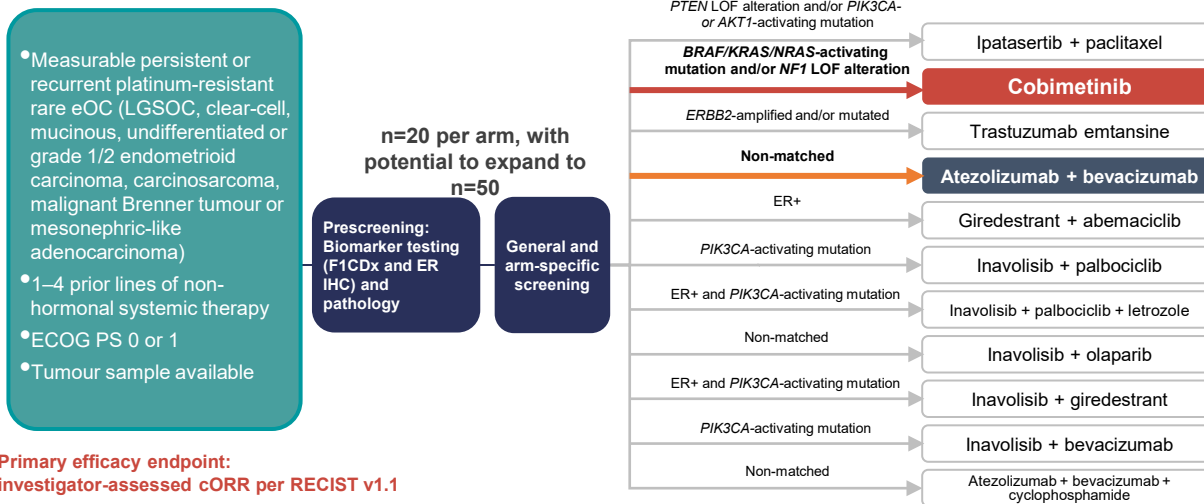 •Measurable persistent or
recurrent platinum-resistant
rare eOC (LGSOC, clear-cell,
mucinous, undifferentiated or
grade 1/2 endometrioid
carcinoma, carcinosarcoma,
malignant Brenner tumour or
mesonephric-like
adenocarcinoma)
•1–4 prior lines of non-
hormonal systemic therapy
•ECOG PS 0 or 1
•Tumour sample available
Primary efficacy endpoint:
investigator-assessed cORR per RECIST v1.1
n=20 per arm, with
potential to expand to
n=50
Prescreening:
Biomarker testing
(F1CDx and ER
IHC) and
pathology
General and
arm-specific
screening
PTEN LOF alteration and/or PIK3CA-
or AKT1-activating mutation
Ipatasertib + paclitaxel
BRAF/KRAS/NRAS-activating
mutation and/or NF1 LOF alteration
Cobimetinib
ERBB2-amplified and/or mutated
Trastuzumab emtansine
Non-matched
Atezolizumab + bevacizumab
ER+
Giredestrant + abemaciclib
PIK3CA-activating mutation
Inavolisib + palbociclib
ER+ and PIK3CA-activating mutation
Inavolisib + palbociclib + letrozole
Non-matched
Inavolisib + olaparib
ER+ and PIK3CA-activating mutation
Inavolisib + giredestrant
PIK3CA-activating mutation
Inavolisib + bevacizumab
Non-matched
Atezolizumab + bevacizumab +
cyclophosphamide